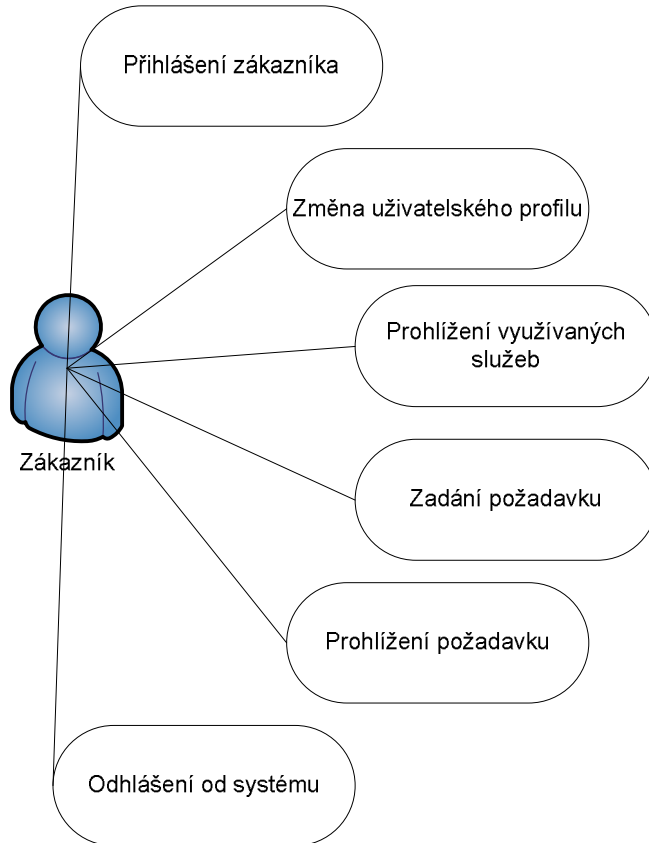 Přihlášení zákazníka
Změna uživatelského profilu
Prohlížení využívaných
služeb
Zákazník
Zadání požadavku
Prohlížení požadavku
Odhlášení od systému